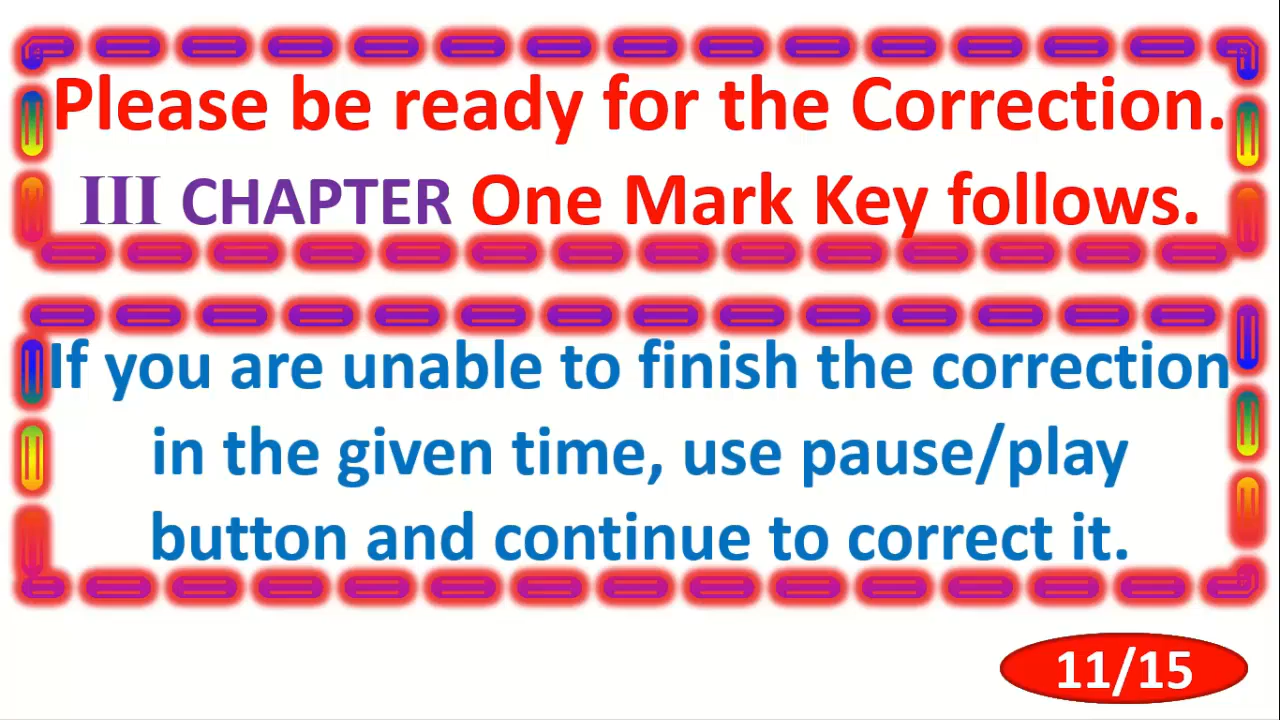 Please be ready for the Correction.
III CHAPTER One Mark Key follows.
If you are unable to finish the correction
in the given time, use pause/play
button and continue to correct it.
11/15